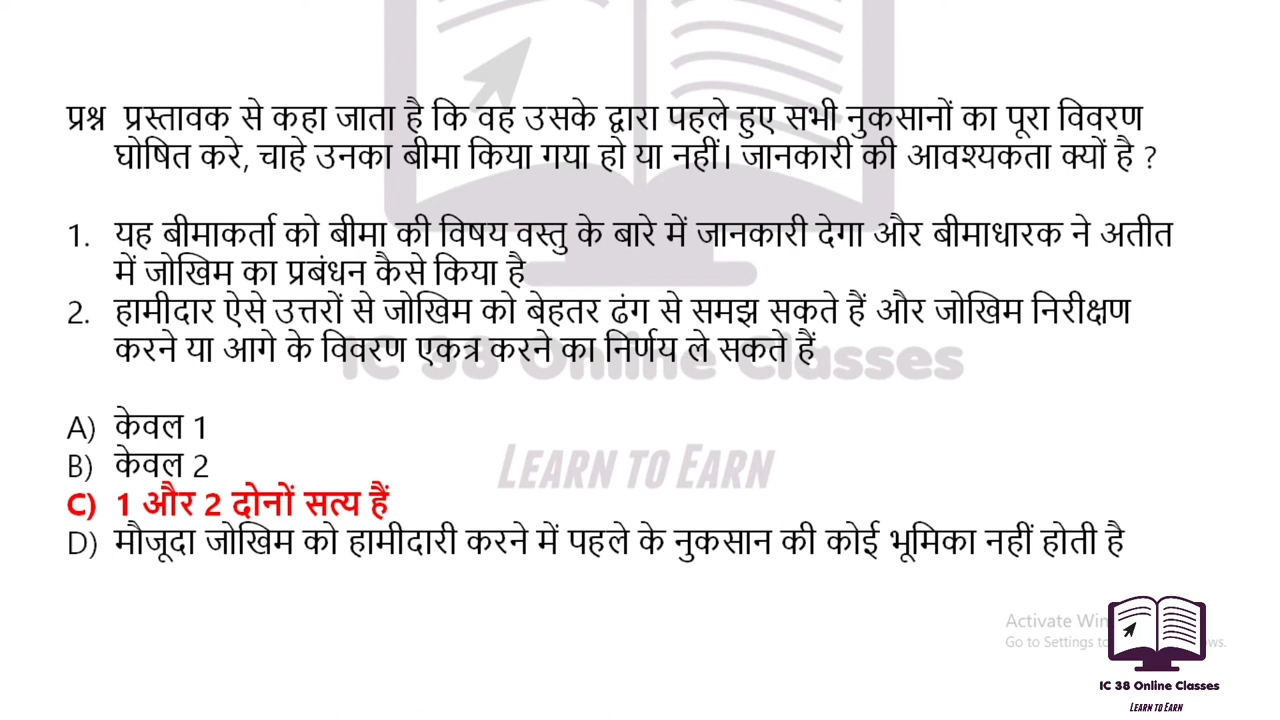 प्रश्न प्रस्तावक से कहा जाता है कि वह उसके द्वारा पहले हुए सभी नुकसानों का पूरा विवरण
घोषित करे, चाहे उनका बीमा किया गया हो या नहीं। जानकारी की आवश्यकता क्यों है ?
1. यह बीमाकर्ता को बीमा की विषय वस्तु के बारे में जानकारी देगा और बीमाधारक ने अतीत
में जोखिम का प्रबंधन कैसे किया है
2. हामीदार ऐसे उत्तरों से जोखिम को बेहतर ढंग से समझ सकते हैं और जोखिम निरीक्षण
करने या आगे के विवरण एकत्र करने का निर्णय ले सकते हैं
IC 38 Online Classes
A) केवल 1
B) केवल 2
LEARN TO EARN
C) 1 और 2 दोनों सत्य हैं
D) मौजूदा जोखिम को हामीदारी करने में पहले के नुकसान की कोई भूमिका नहीं होती है
Activate Win
Go to Settings to
IC 38 Online Classes
LEARN TO EARN